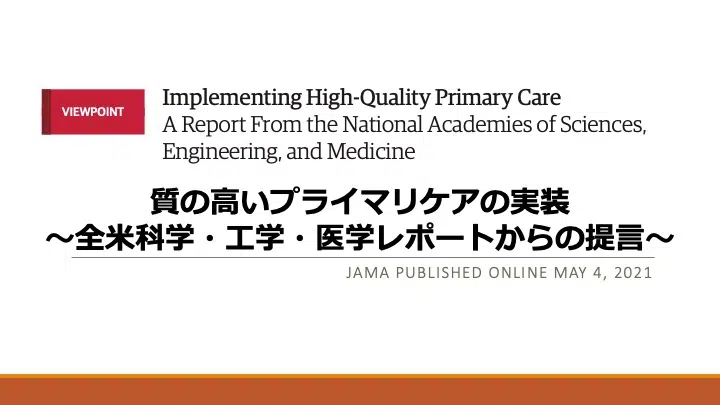 VIEWPOINT
Implementing High-Quality Primary Care
A Report From the National Academies of Sciences,
Engineering, and Medicine
質の高いプライマリケアの実装
～全米科学・工学・医学レポートからの提言～
JAMA PUBLISHED ONLINE MAY 4, 2021